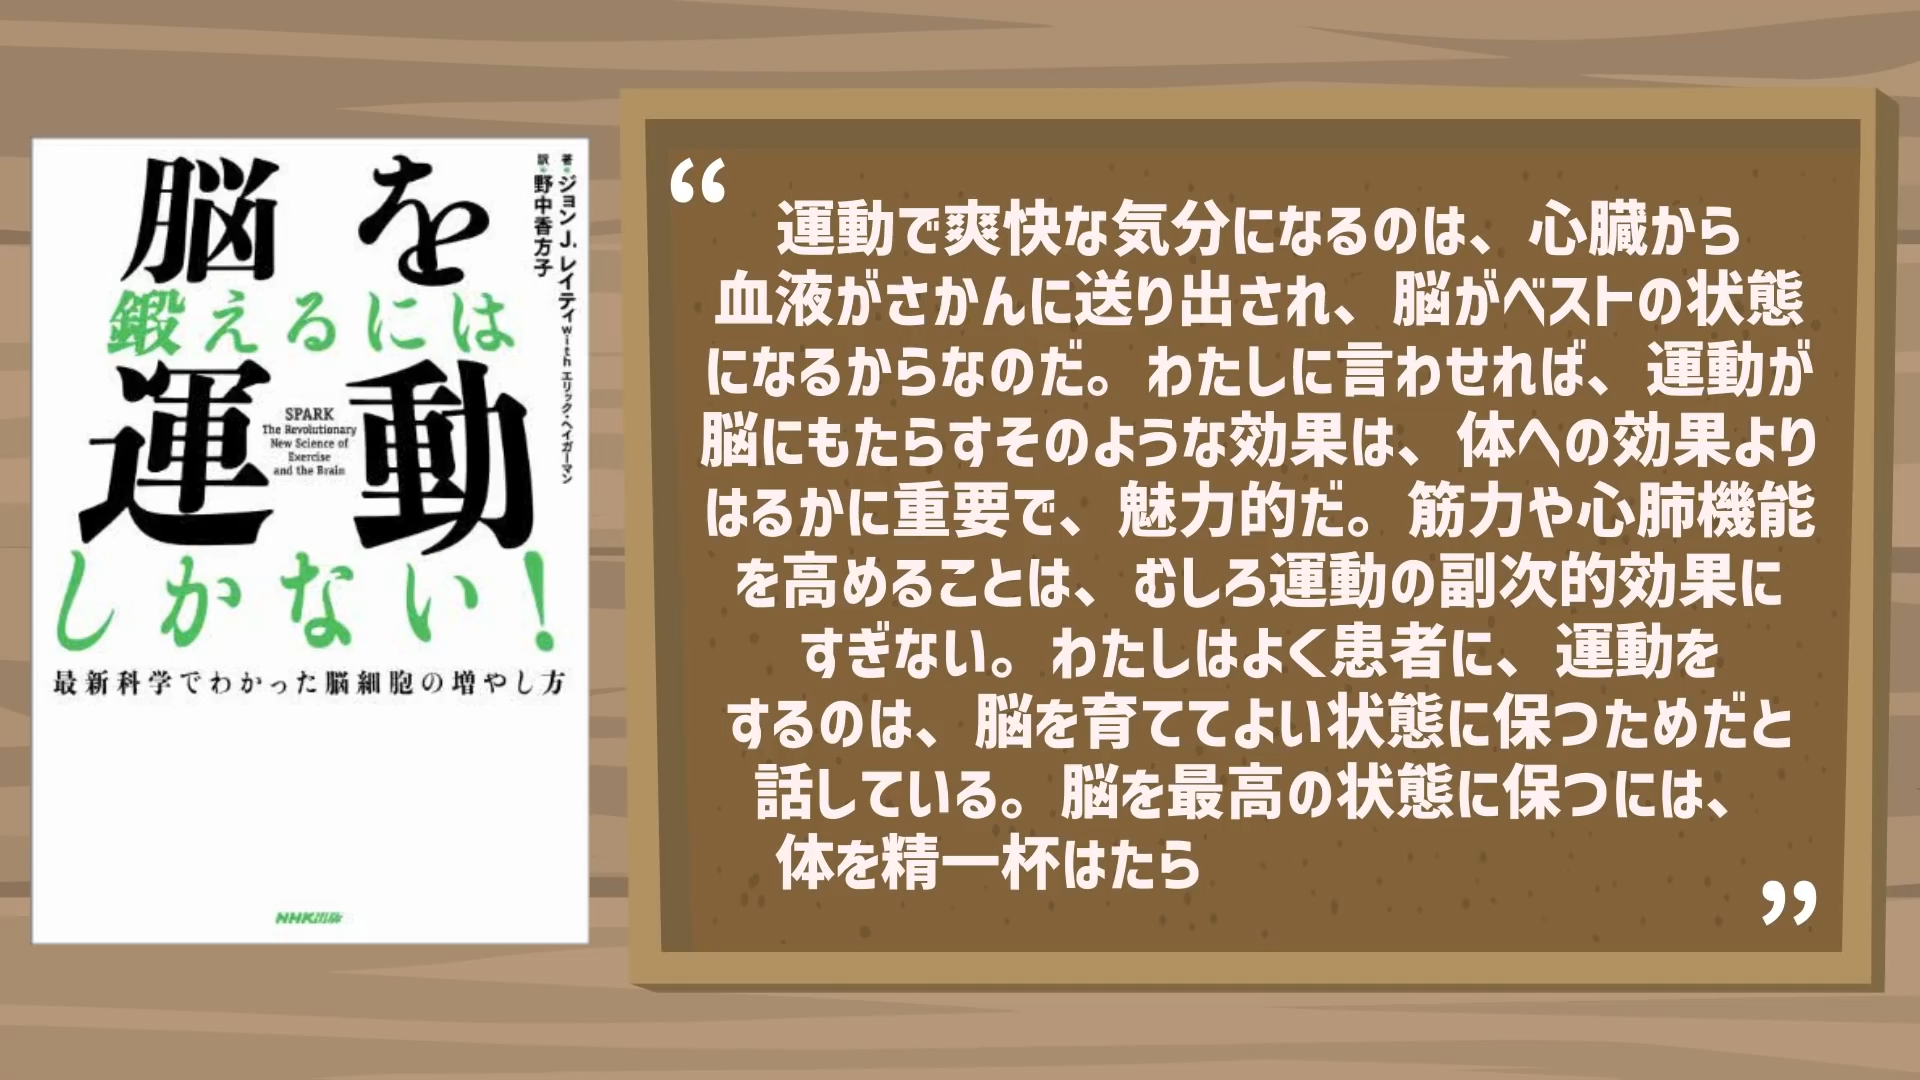 脳を
鍛えるには
運動
しかない!
SPARK
The Revolutionary
New Science of
Exercise
and the Brain
著・ジョン J. レイティ with エリック・ヘイガーマン
訳・野中香方子
最新科学でわかった脳細胞の増やし方
NHK出版
“
運動で爽快な気分になるのは、心臓から
血液がさかんに送り出され、脳がベストの状態
になるからなのだ。わたしに言わせれば、運動が
脳にもたらすそのような効果は、体への効果より
はるかに重要で、魅力的だ。筋力や心肺機能
を高めることは、むしろ運動の副次的効果に
すぎない。わたしはよく患者に、運動を
するのは、脳を育ててよい状態に保つためだと
話している。脳を最高の状態に保つには、
体を精一杯はたら
”